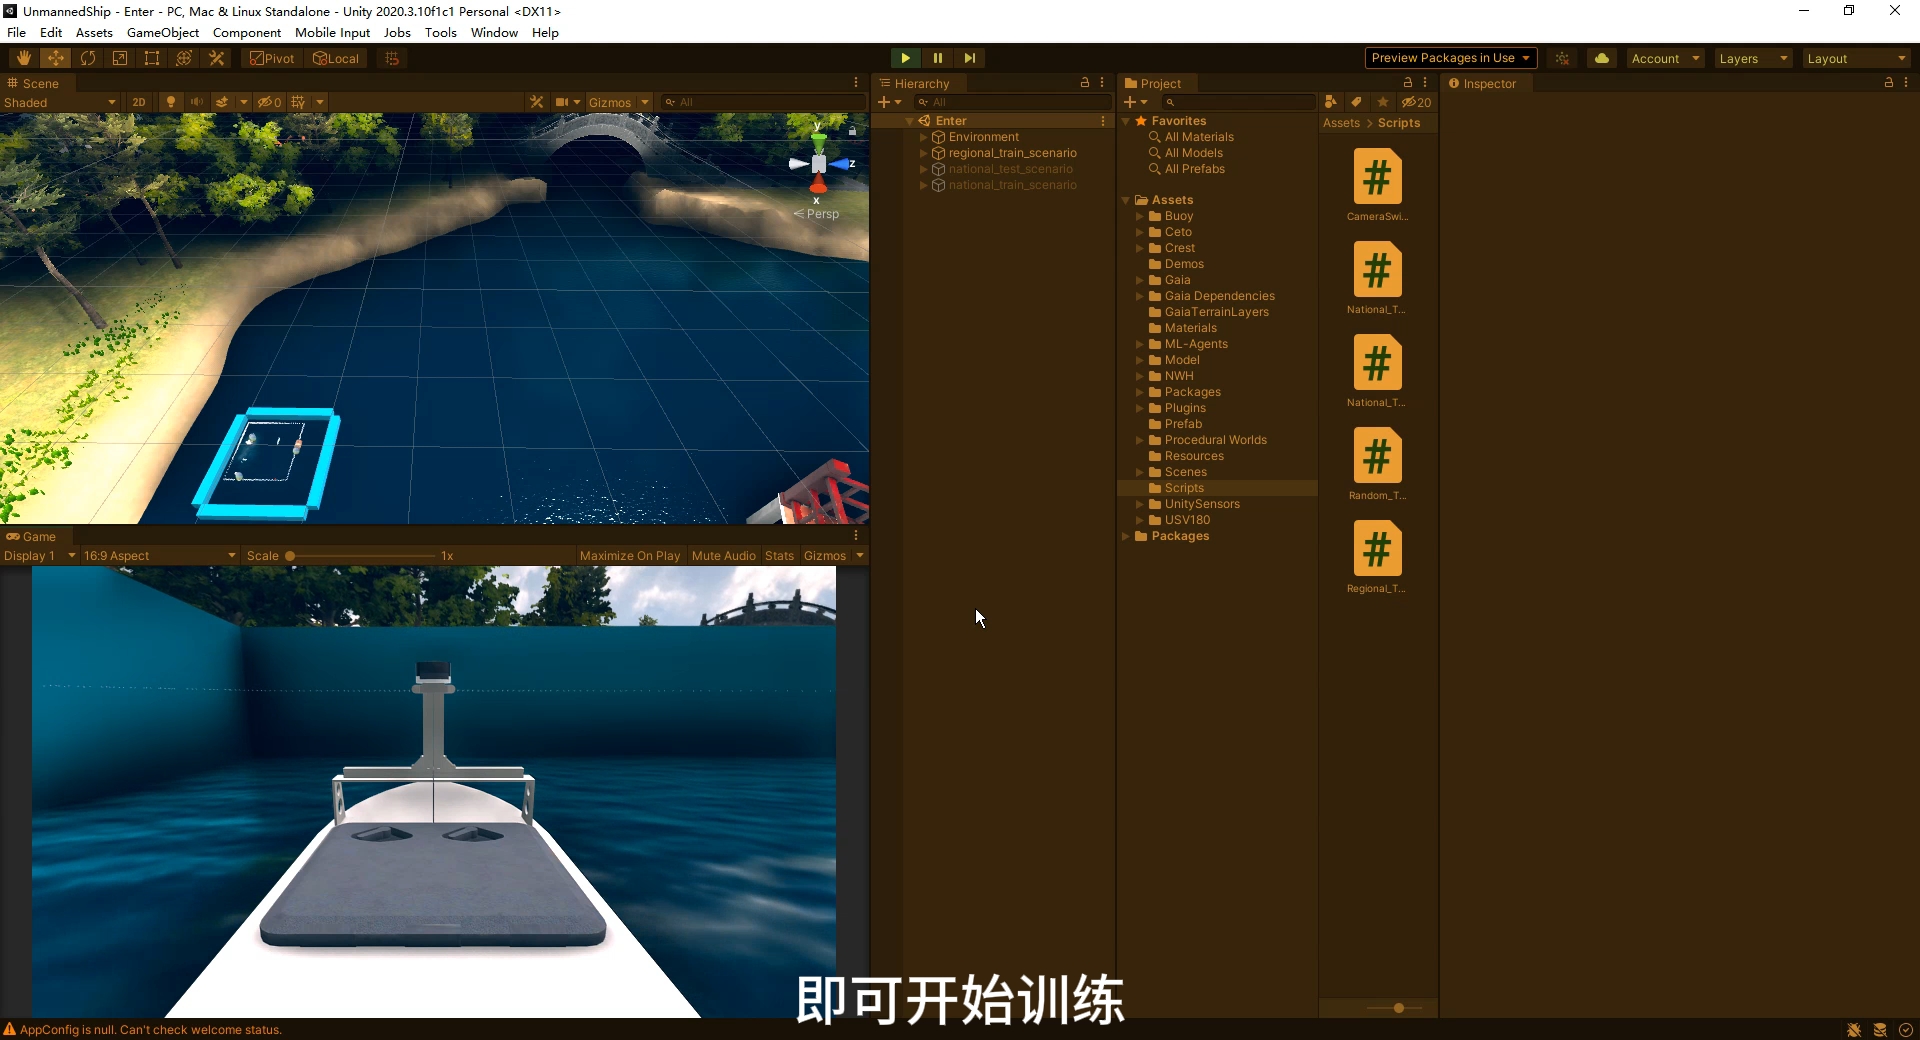 UnmannedShip - Enter - PC, Mac & Linux Standalone - Unity 2020.3.10f1c1 Personal <DX11>
File Edit Assets GameObject Component Mobile Input Jobs Tools Window Help
Pivot Local
Preview Packages in Use
Account
Layers
Layout
Scene
Shaded
2D
0
Gizmos
All
y
z
x
Persp
Game
Display 1
16:9 Aspect
Scale
1x
Maximize On Play
Mute Audio
Stats
Gizmos
Hierarchy
All
Enter
Environment
regional_train_scenario
national_test_scenario
national_train_scenario
Project
20
Favorites
All Materials
All Models
All Prefabs
Assets
Buoy
Ceto
Crest
Demos
Gaia
Gaia Dependencies
GaiaTerrainLayers
Materials
ML-Agents
Model
NWH
Packages
Plugins
Prefab
Procedural Worlds
Resources
Scenes
Scripts
UnitySensors
USV180
Packages
Assets > Scripts
#
CameraSwi...
#
National_T...
#
National_T...
#
Random_T...
#
Regional_T...
Inspector
即可开始训练
AppConfig is null. Can't check welcome status.